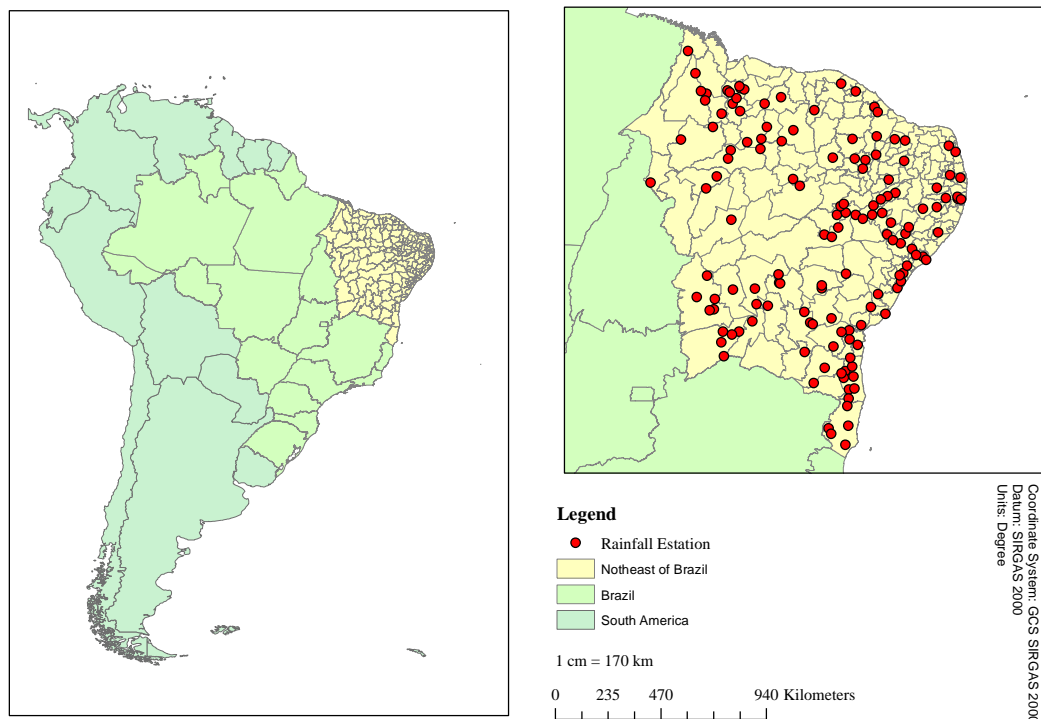 Legend
Rainfall Estation
Notheast of Brazil
Brazil
South America
1 cm = 170 km
0 235 470 940 Kilometers
Coordinate System: GCS SIRGAS 2000
Datum: SIRGAS 2000
Units: Degree